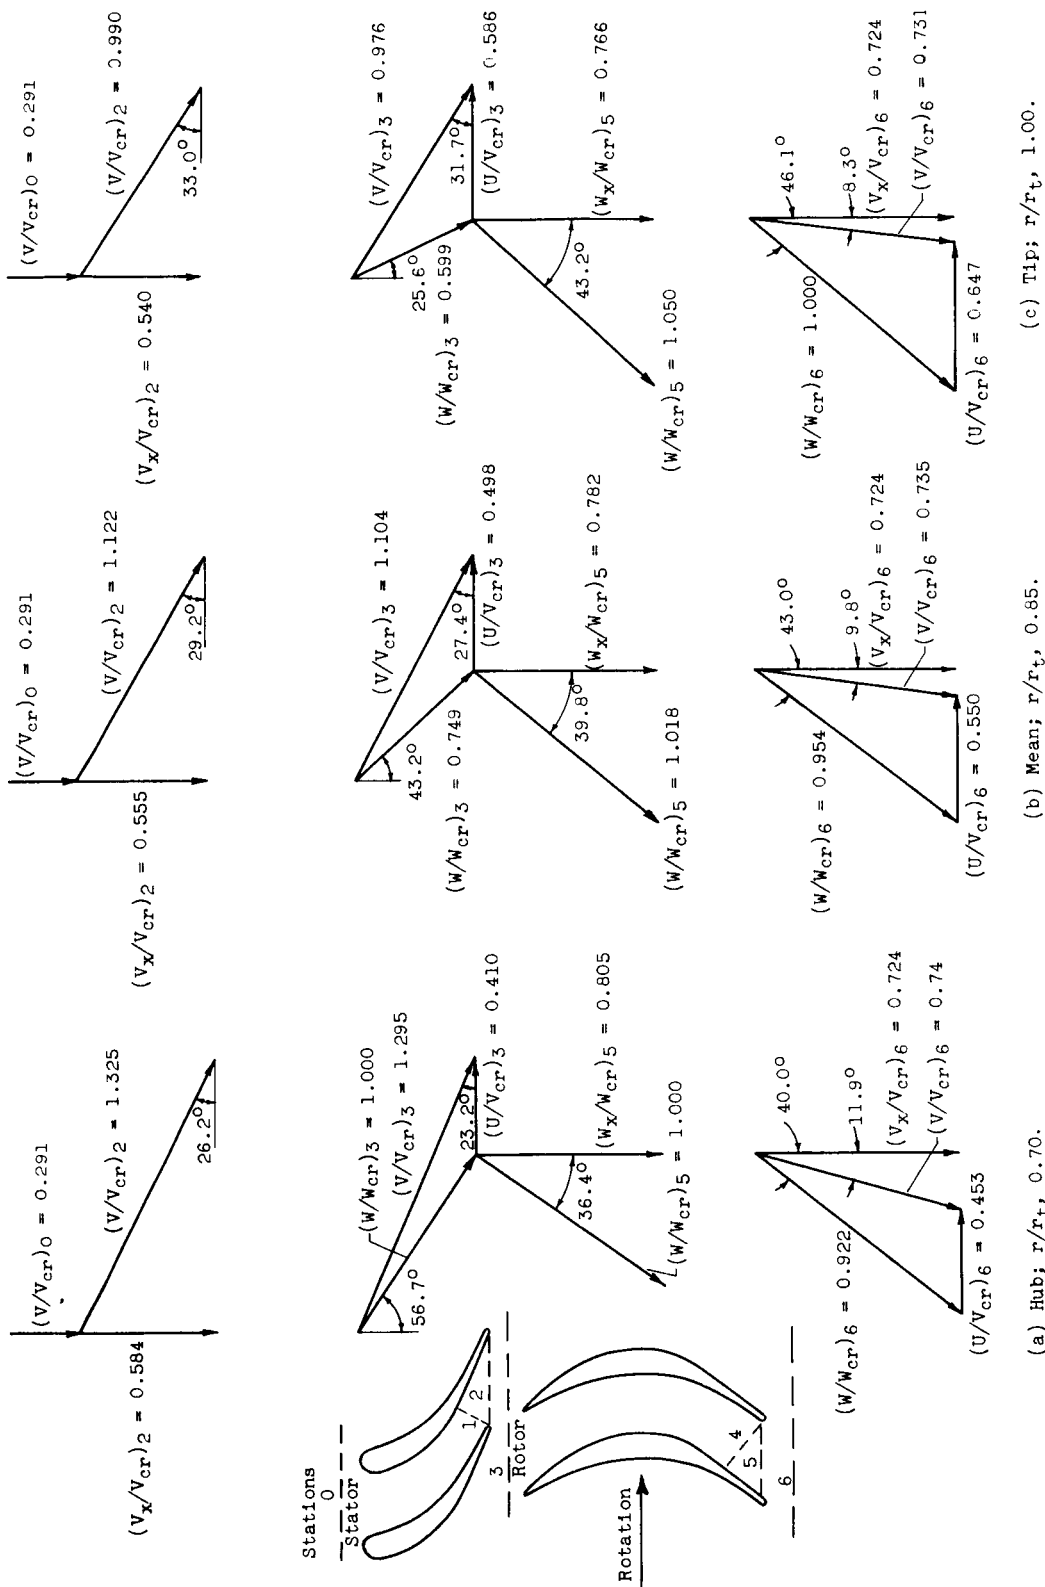 Stations
0
Stator
1
2
3
Rotor
4
5
6
Rotation
(V/Vcr)0 = 0.291
(V/Vcr)2 = 1.325
(Vx/Vcr)2 = 0.584
26.2°
(W/Wcr)3 = 1.000
(V/Vcr)3 = 1.295
56.7°
23.2°
(U/Vcr)3 = 0.410
(Wx/Wcr)5 = 0.805
36.4°
(W/Wcr)5 = 1.000
40.0°
11.9°
(Vx/Vcr)6 = 0.724
(V/Vcr)6 = 0.74
(W/Wcr)6 = 0.922
(U/Vcr)6 = 0.453
(a) Hub; r/rt, 0.70.
(V/Vcr)0 = 0.291
(V/Vcr)2 = 1.122
(Vx/Vcr)2 = 0.555
29.2°
(V/Vcr)3 = 1.104
43.2°
(W/Wcr)3 = 0.749
27.4°
(U/Vcr)3 = 0.498
(Wx/Wcr)5 = 0.782
39.8°
(W/Wcr)5 = 1.018
43.0°
9.8°
(Vx/Vcr)6 = 0.724
(V/Vcr)6 = 0.735
(W/Wcr)6 = 0.954
(U/Vcr)6 = 0.550
(b) Mean; r/rt, 0.85.
(V/Vcr)0 = 0.291
(V/Vcr)2 = 0.990
(Vx/Vcr)2 = 0.540
33.0°
(V/Vcr)3 = 0.976
25.6°
(W/Wcr)3 = 0.599
31.7°
(U/Vcr)3 = 0.586
(Wx/Wcr)5 = 0.766
43.2°
(W/Wcr)5 = 1.050
46.1°
8.3°
(Vx/Vcr)6 = 0.724
(V/Vcr)6 = 0.731
(W/Wcr)6 = 1.000
(U/Vcr)6 = 0.647
(c) Tip; r/rt, 1.00.